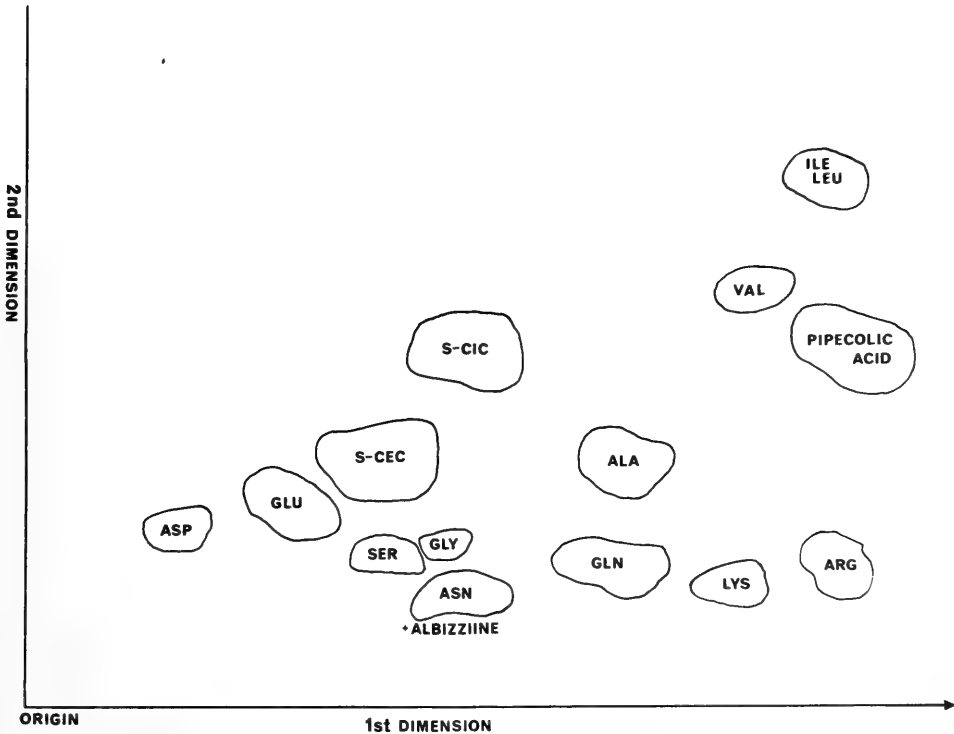 ILE
LEU
2nd DIMENSION
VAL
PIPECOLIC
ACID
S-CIC
S-CEC
ALA
GLU
ASP
SER
GLY
GLN
ARG
LYS
ASN
+ALBIZZIINE
ORIGIN
1st DIMENSION